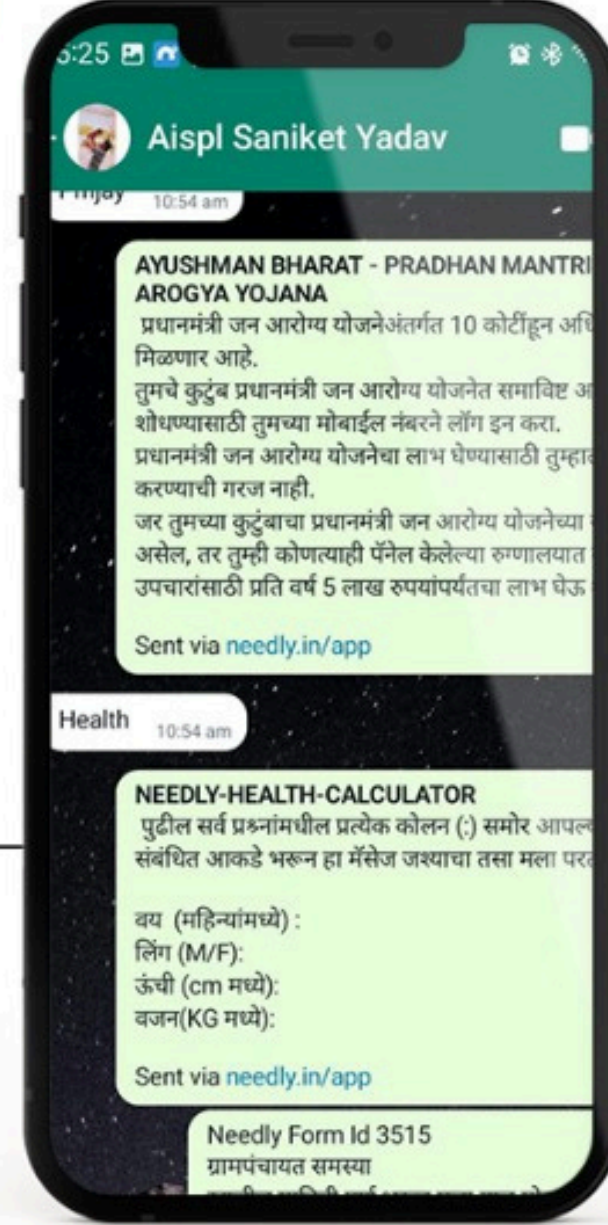 5:25
Aispl Saniket Yadav
10:54 am
AYUSHMAN BHARAT - PRADHAN MANTRI
AROGYA YOJANA
प्रधानमंत्री जन आरोग्य योजनेअंतर्गत 10 कोटींहून
मिळणार आहे.
तुमचे कुटुंब प्रधानमंत्री जन आरोग्य योजनेत समाविष्ट
शोधण्यासाठी तुमच्या मोबाईल नंबरने लॉग इन करा.
प्रधानमंत्री जन आरोग्य योजनेचा लाभ घेण्यासाठी
करण्याची गरज नाही.
जर तुमच्या कुटुंबाचा प्रधानमंत्री जन आरोग्य योजनेच्या
असेल, तर तुम्ही कोणत्याही पॅनेल केलेल्या रुग्णालयात
उपचारांसाठी प्रति वर्ष 5 लाख रुपयांपर्यंतचा लाभ घेऊ
Sent via needly.in/app
Health 10:54 am
NEEDLY-HEALTH-CALCULATOR
पुढील सर्व प्रश्नांमधील प्रत्येक कोलन (:) समोर
संबंधित आकडे भरून हा मॅसेज जश्याचा तसा मला
वय (महिन्यांमध्ये) :
लिंग (M/F):
ऊंची (cm मध्ये):
वजन(KG मध्ये):
Sent via needly.in/app
Needly Form Id 3515
ग्रामपंचायत समस्या